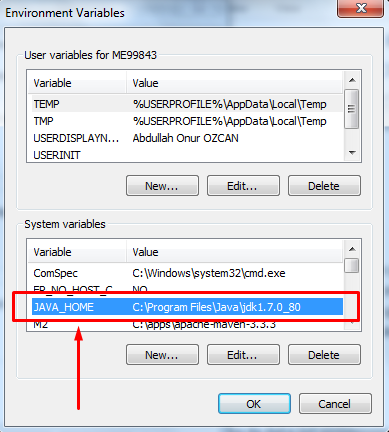 Environment Variables
User variables for ME99843
Variable Value
TEMP %USERPROFILE%\AppData\Local\Temp
TMP %USERPROFILE%\AppData\Local\Temp
USERDISPLAYN... Abdullah Onur OZCAN
USERINIT
New... Edit... Delete
System variables
Variable Value
ComSpec C:\Windows\system32\cmd.exe
FP_NO_HOST_C... NO
JAVA_HOME C:\Program Files\Java\jdk1.7.0_80
M2 C:\apps\apache-maven-3.3.3
New... Edit... Delete
OK Cancel